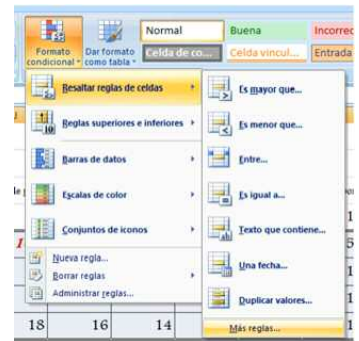 Normal
Buena
Incorrec
Formato condicional
Dar formato como tabla
Celda de co...
Celda vincul...
Entrada
Resaltar reglas de celdas
Reglas superiores e inferiores
Barras de datos
Escalas de color
Conjuntos de iconos
Nueva regla...
Borrar reglas
Administrar reglas...
Es mayor que...
Es menor que...
Entre...
Es igual a...
Texto que contiene...
Una fecha...
Duplicar valores...
Más reglas...
18 16 14